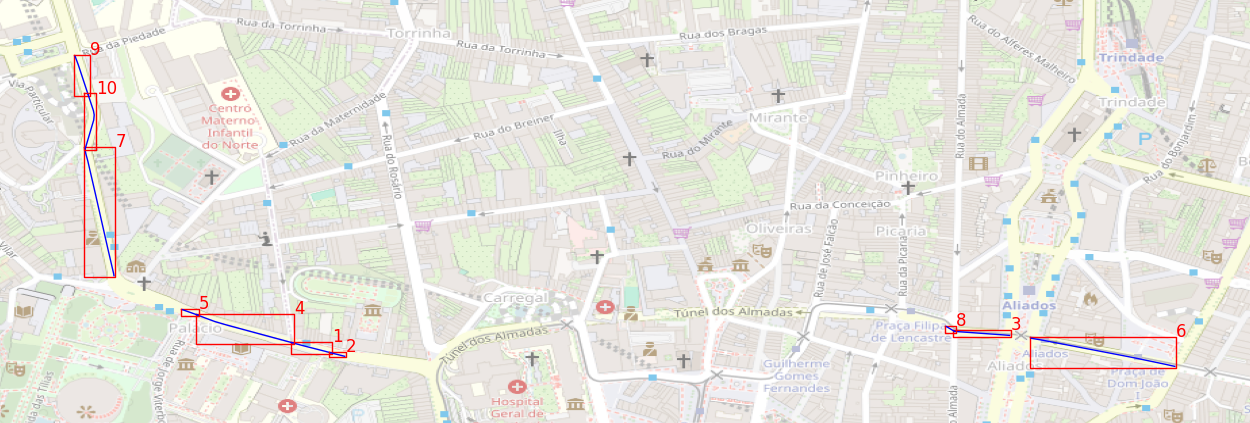 Rua da Piedade
9
10
7
Via Particular
Vilar
Rua da Torrinha
Torrinha
Rua da Torrinha
Rua dos Bragas
Rua do Alferes Malheiro
Trindade
Trindade
P
Centro
Materno
Infantil
do Norte
Rua da Maternidade
Rua do Breiner
Ilha
Rua do Rosário
Mirante
Rua do Mirante
Rua do Almada
Rua do Bonjardim
Pinheiro
Rua da Conceição
Picaria
Rua da Picaria
Oliveiras
Rua de José Falcão
Carregal
Túnel dos Almadas
Túnel dos Almadas
Aliados
5
4
1
2
Palácio
8
3
6
Praça Filipa
de Lencastre
Aliados
Aliados
Praça de
Dom João
Guilherme
Gomes
Fernandes
Rua de Jorge Viterbo
da das Tílias
P
Hospital
Geral de
Almada